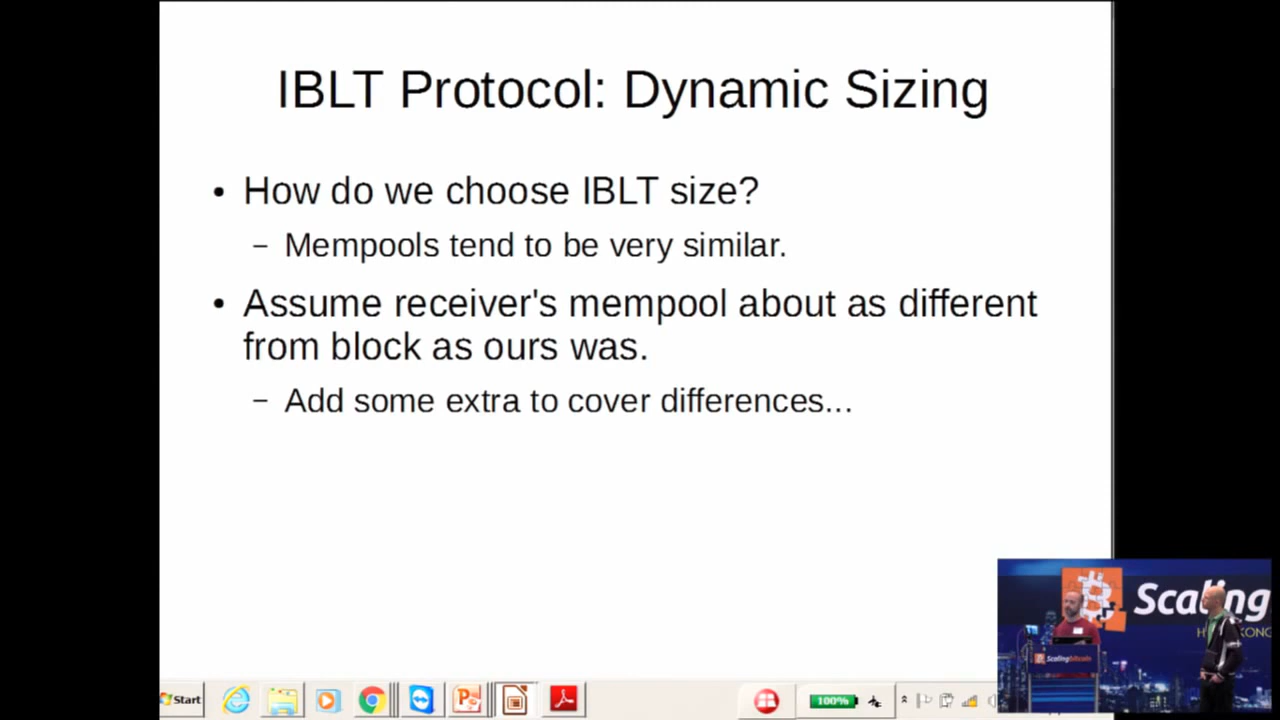 IBLT Protocol: Dynamic Sizing
• How do we choose IBLT size?
– Mempools tend to be very similar.
• Assume receiver's mempool about as different
from block as ours was.
– Add some extra to cover differences...
Start
100%
Scaling
Scalingbitcoin